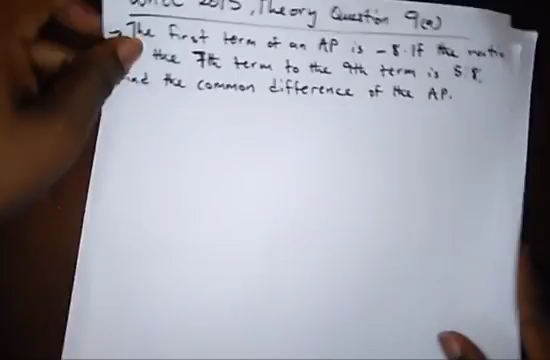 2015, Theory Question 9(a)
The first term of an AP is -8. If the ratio
the 7th term to the 9th term is 5:8,
the common difference of the AP.